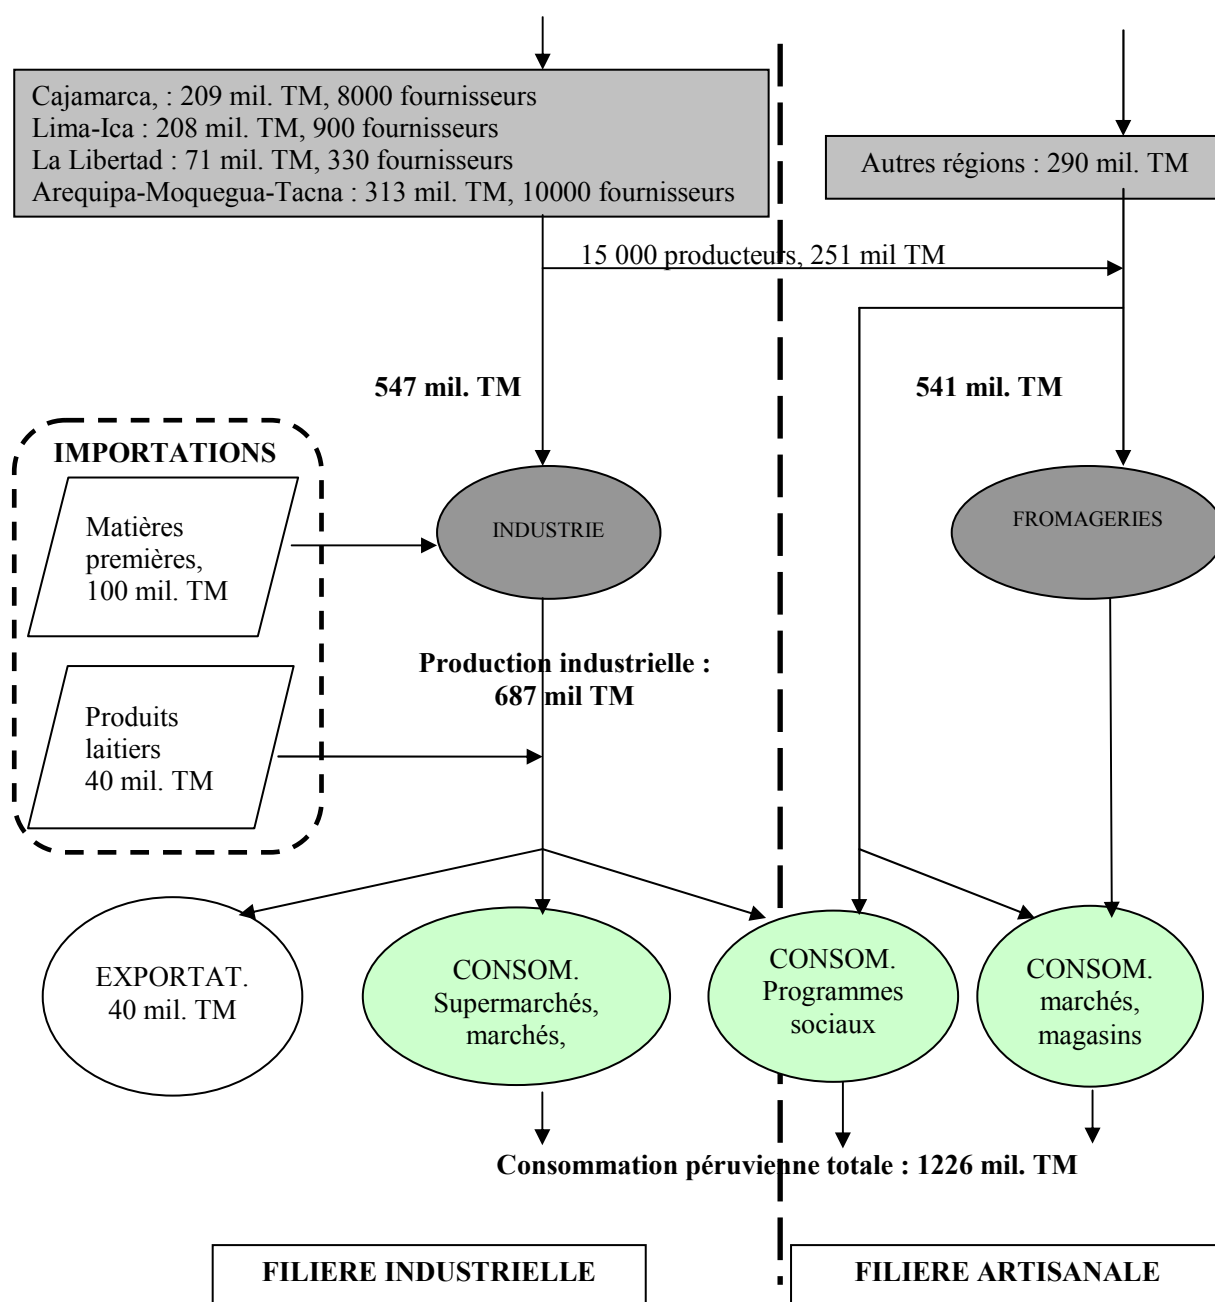 Cajamarca, : 209 mil. TM, 8000 fournisseurs
Lima-Ica : 208 mil. TM, 900 fournisseurs
La Libertad : 71 mil. TM, 330 fournisseurs
Arequipa-Moquegua-Tacna : 313 mil. TM, 10000 fournisseurs
Autres régions : 290 mil. TM
15 000 producteurs, 251 mil TM
547 mil. TM
541 mil. TM
IMPORTATIONS
Matières
premières,
100 mil. TM
INDUSTRIE
FROMAGERIES
Production industrielle :
687 mil TM
Produits
laitiers
40 mil. TM
EXPORTAT.
40 mil. TM
CONSOM.
Supermarchés,
marchés,
CONSOM.
Programmes
sociaux
CONSOM.
marchés,
magasins
Consommation péruvienne totale : 1226 mil. TM
FILIERE INDUSTRIELLE
FILIERE ARTISANALE